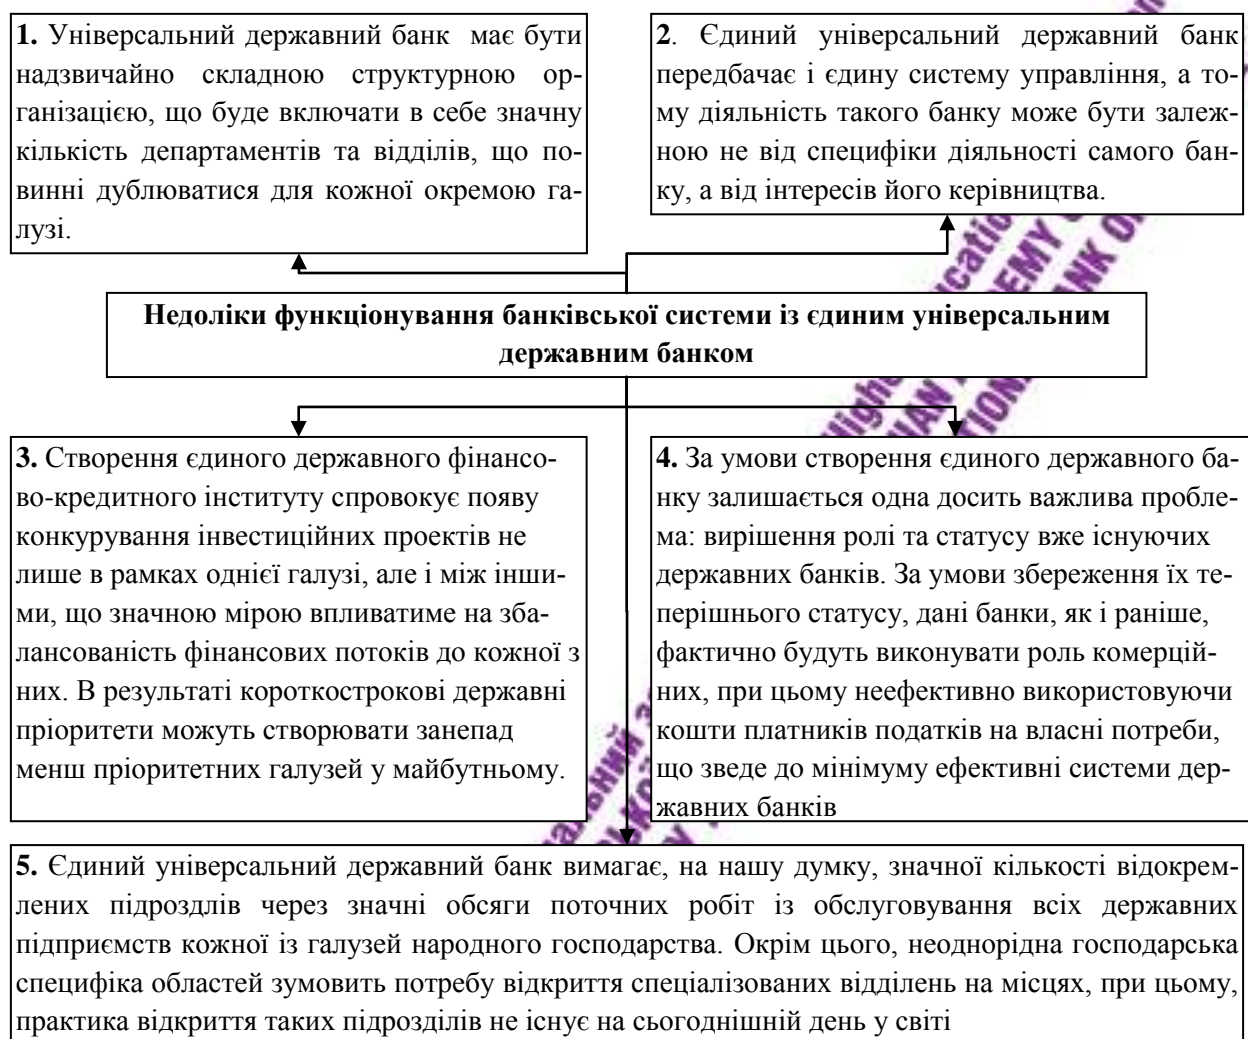 1. Універсальний державний банк має бути
надзвичайно складною структурною ор-
ганізацією, що буде включати в себе значну
кількість департаментів та відділів, що по-
винні дублюватися для кожної окремою га-
лузі.
2. Єдиний універсальний державний банк
передбачає і єдину систему управління, а то-
му діяльність такого банку може бути залеж-
ною не від специфіки діяльності самого бан-
ку, а від інтересів його керівництва.
Недоліки функціонування банківської системи із єдиним універсальним
державним банком
3. Створення єдиного державного фінансо-
во-кредитного інституту спровокує появу
конкурування інвестиційних проектів не
лише в рамках однієї галузі, але і між інши-
ми, що значною мірою впливатиме на зба-
лансованість фінансових потоків до кожної з
них. В результаті короткострокові державні
пріоритети можуть створювати занепад
менш пріоритетних галузей у майбутньому.
4. За умови створення єдиного державного ба-
нку залишається одна досить важлива пробле-
ма: вирішення ролі та статусу вже існуючих
державних банків. За умови збереження їх те-
перішнього статусу, дані банки, як і раніше,
фактично будуть виконувати роль комерцій-
них, при цьому неефективно використовуючи
кошти платників податків на власні потреби,
що зведе до мінімуму ефективні системи дер-
жавних банків
5. Єдиний універсальний державний банк вимагає, на нашу думку, значної кількості відокрем-
лених підрозділв через значні обсяги поточних робіт із обслуговування всіх державних
підприємств кожної із галузей народного господарства. Окрім цього, неоднорідна господарська
специфіка областей зумовить потребу відкриття спеціалізованих відділень на місцях, при цьому,
практика відкриття таких підрозділів не існує на сьогоднішній день у світі